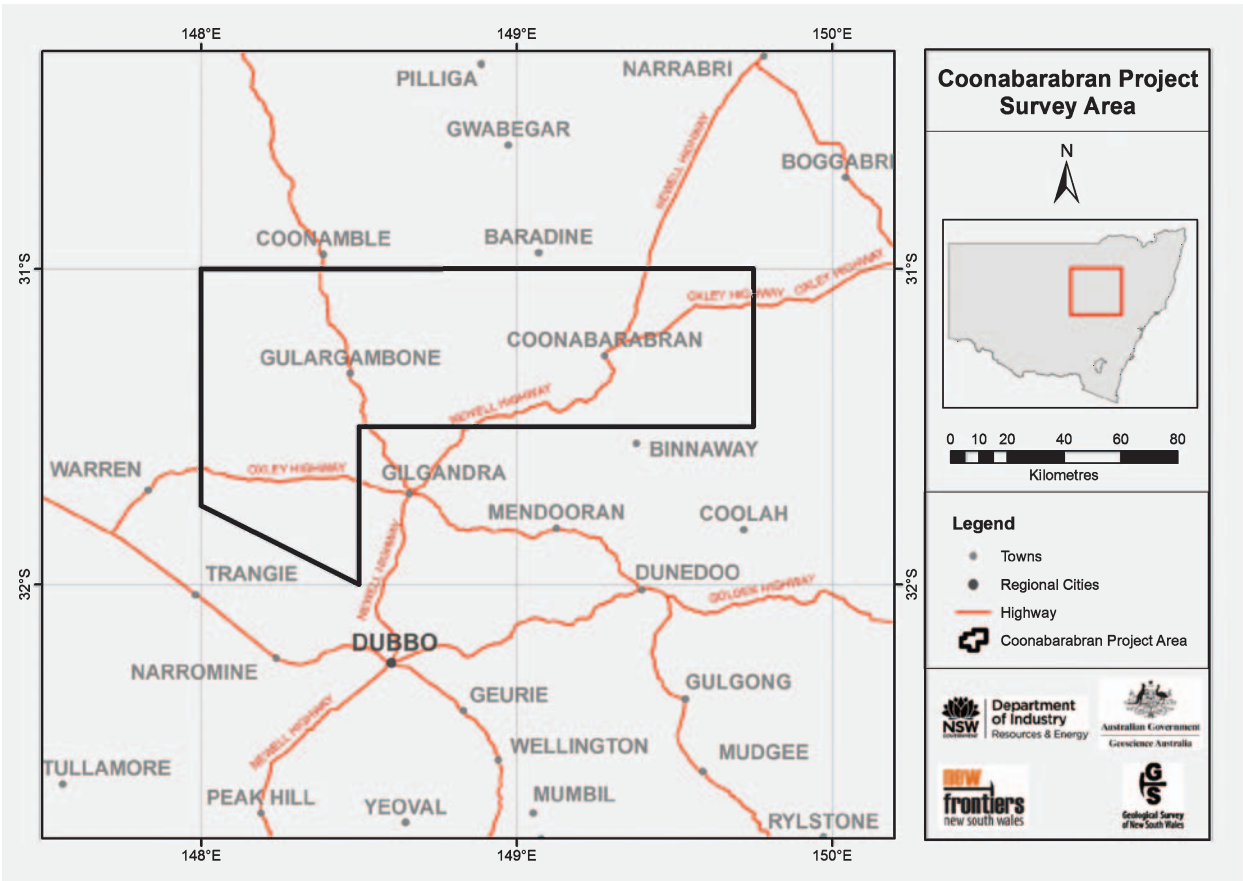 148°E
149°E
150°E
PILLIGA
NARRABRI
GWABEGAR
NEWELL HIGHWAY
BOGGABRI
COONAMBLE
BARADINE
31°S
31°S
OXLEY HIGHWAY
OXLEY HIGHWAY
COONABARABRAN
GULARGAMBONE
NEWELL HIGHWAY
BINNAWAY
WARREN
OXLEY HIGHWAY
GILGANDRA
MENDOORAN
COOLAH
NEWELL HIGHWAY
TRANGIE
DUNEDOO
32°S
32°S
GOLDEN HIGHWAY
DUBBO
NARROMINE
GEURIE
GULGONG
NEWELL HIGHWAY
WELLINGTON
MUDGEE
TULLAMORE
PEAK HILL
YEOVAL
MUMBIL
RYLSTONE
148°E
149°E
150°E
Coonabarabran Project
Survey Area
N
0 10 20 40 60 80
Kilometres
Legend
Towns
Regional Cities
Highway
Coonabarabran Project Area
NSW
GOVERNMENT
Department
of Industry
Resources & Energy
Australian Government
Geoscience Australia
new
frontiers
new south wales
G
S
Geological Survey
of New South Wales